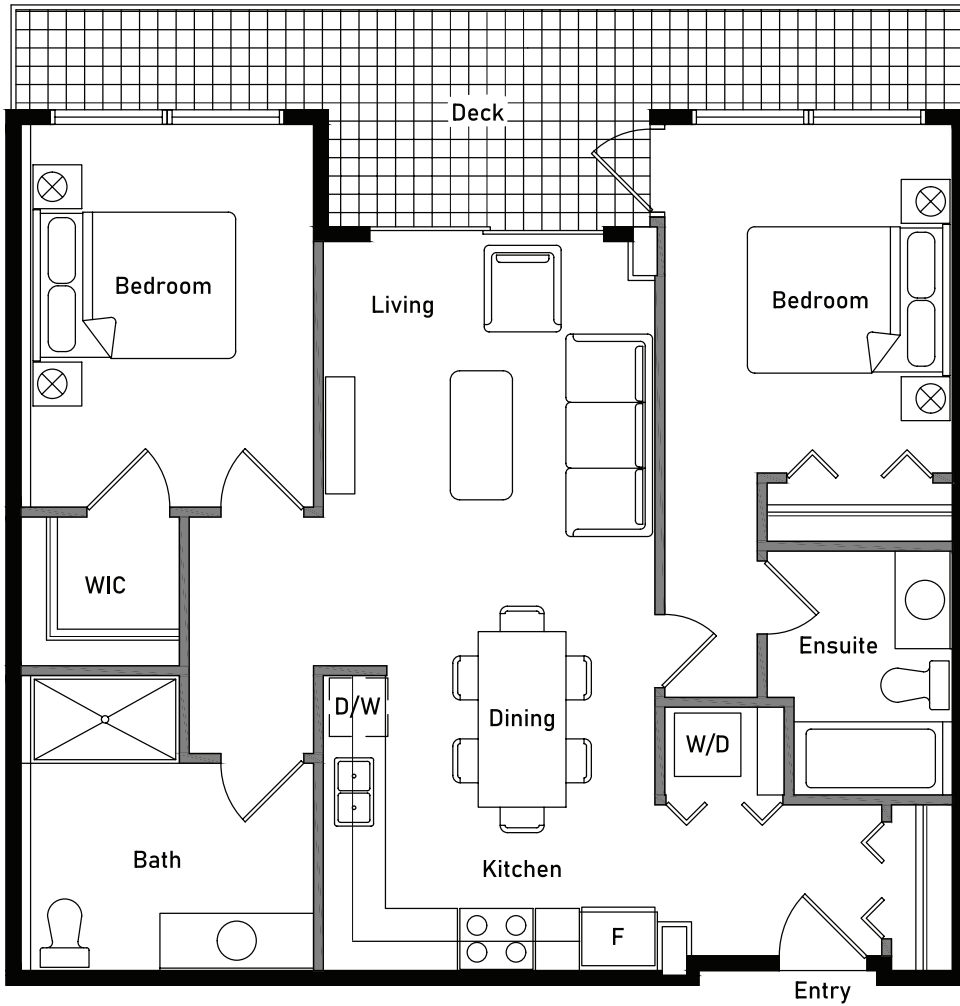 Deck
Bedroom
Living
Bedroom
WIC
Ensuite
D/W
Dining
W/D
Bath
Kitchen
F
Entry